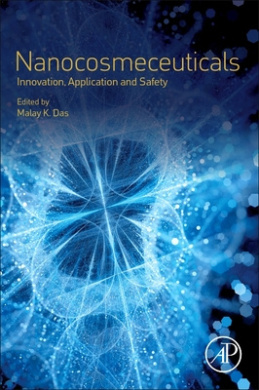 Nanocosmeceuticals
Innovation, Application and Safety
Edited by
Malay K. Das
AP